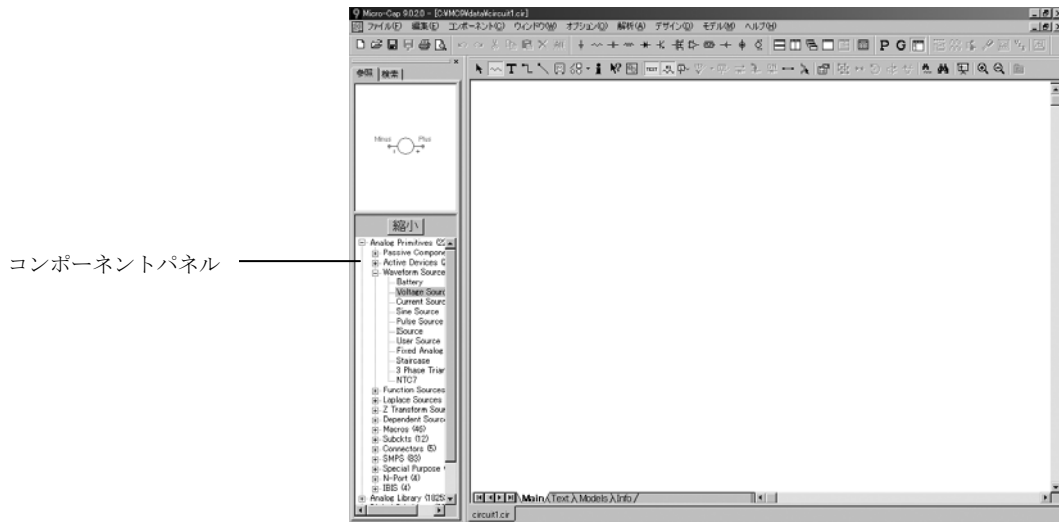 Micro-Cap 9.0.2.0 - [C:¥MC9¥data¥circuit1.cir]
ファイル(F) 編集(E) コンポーネント(C) ウィンドウ(W) オプション(O) 解析(A) デザイン(D) モデル(M) ヘルプ(H)
P G
参照 検索
T TEXT
Minus Plus
縮小
コンポーネントパネル
Analog Primitives
Passive Compone
Active Devices
Waveform Source
Battery
Voltage Sourc
Current Sourc
Sine Source
Pulse Source
ISource
User Source
Fixed Analog
Staircase
3 Phase Triar
NTC7
Function Sources
Laplace Sources
Z Transform Sour
Dependent Source
Macros (46)
Subckts (12)
Connectors (5)
SMPS (83)
Special Purpose
N-Port (4)
IBIS (4)
Analog Library (1825
Main Text Models Info
circuit1.cir